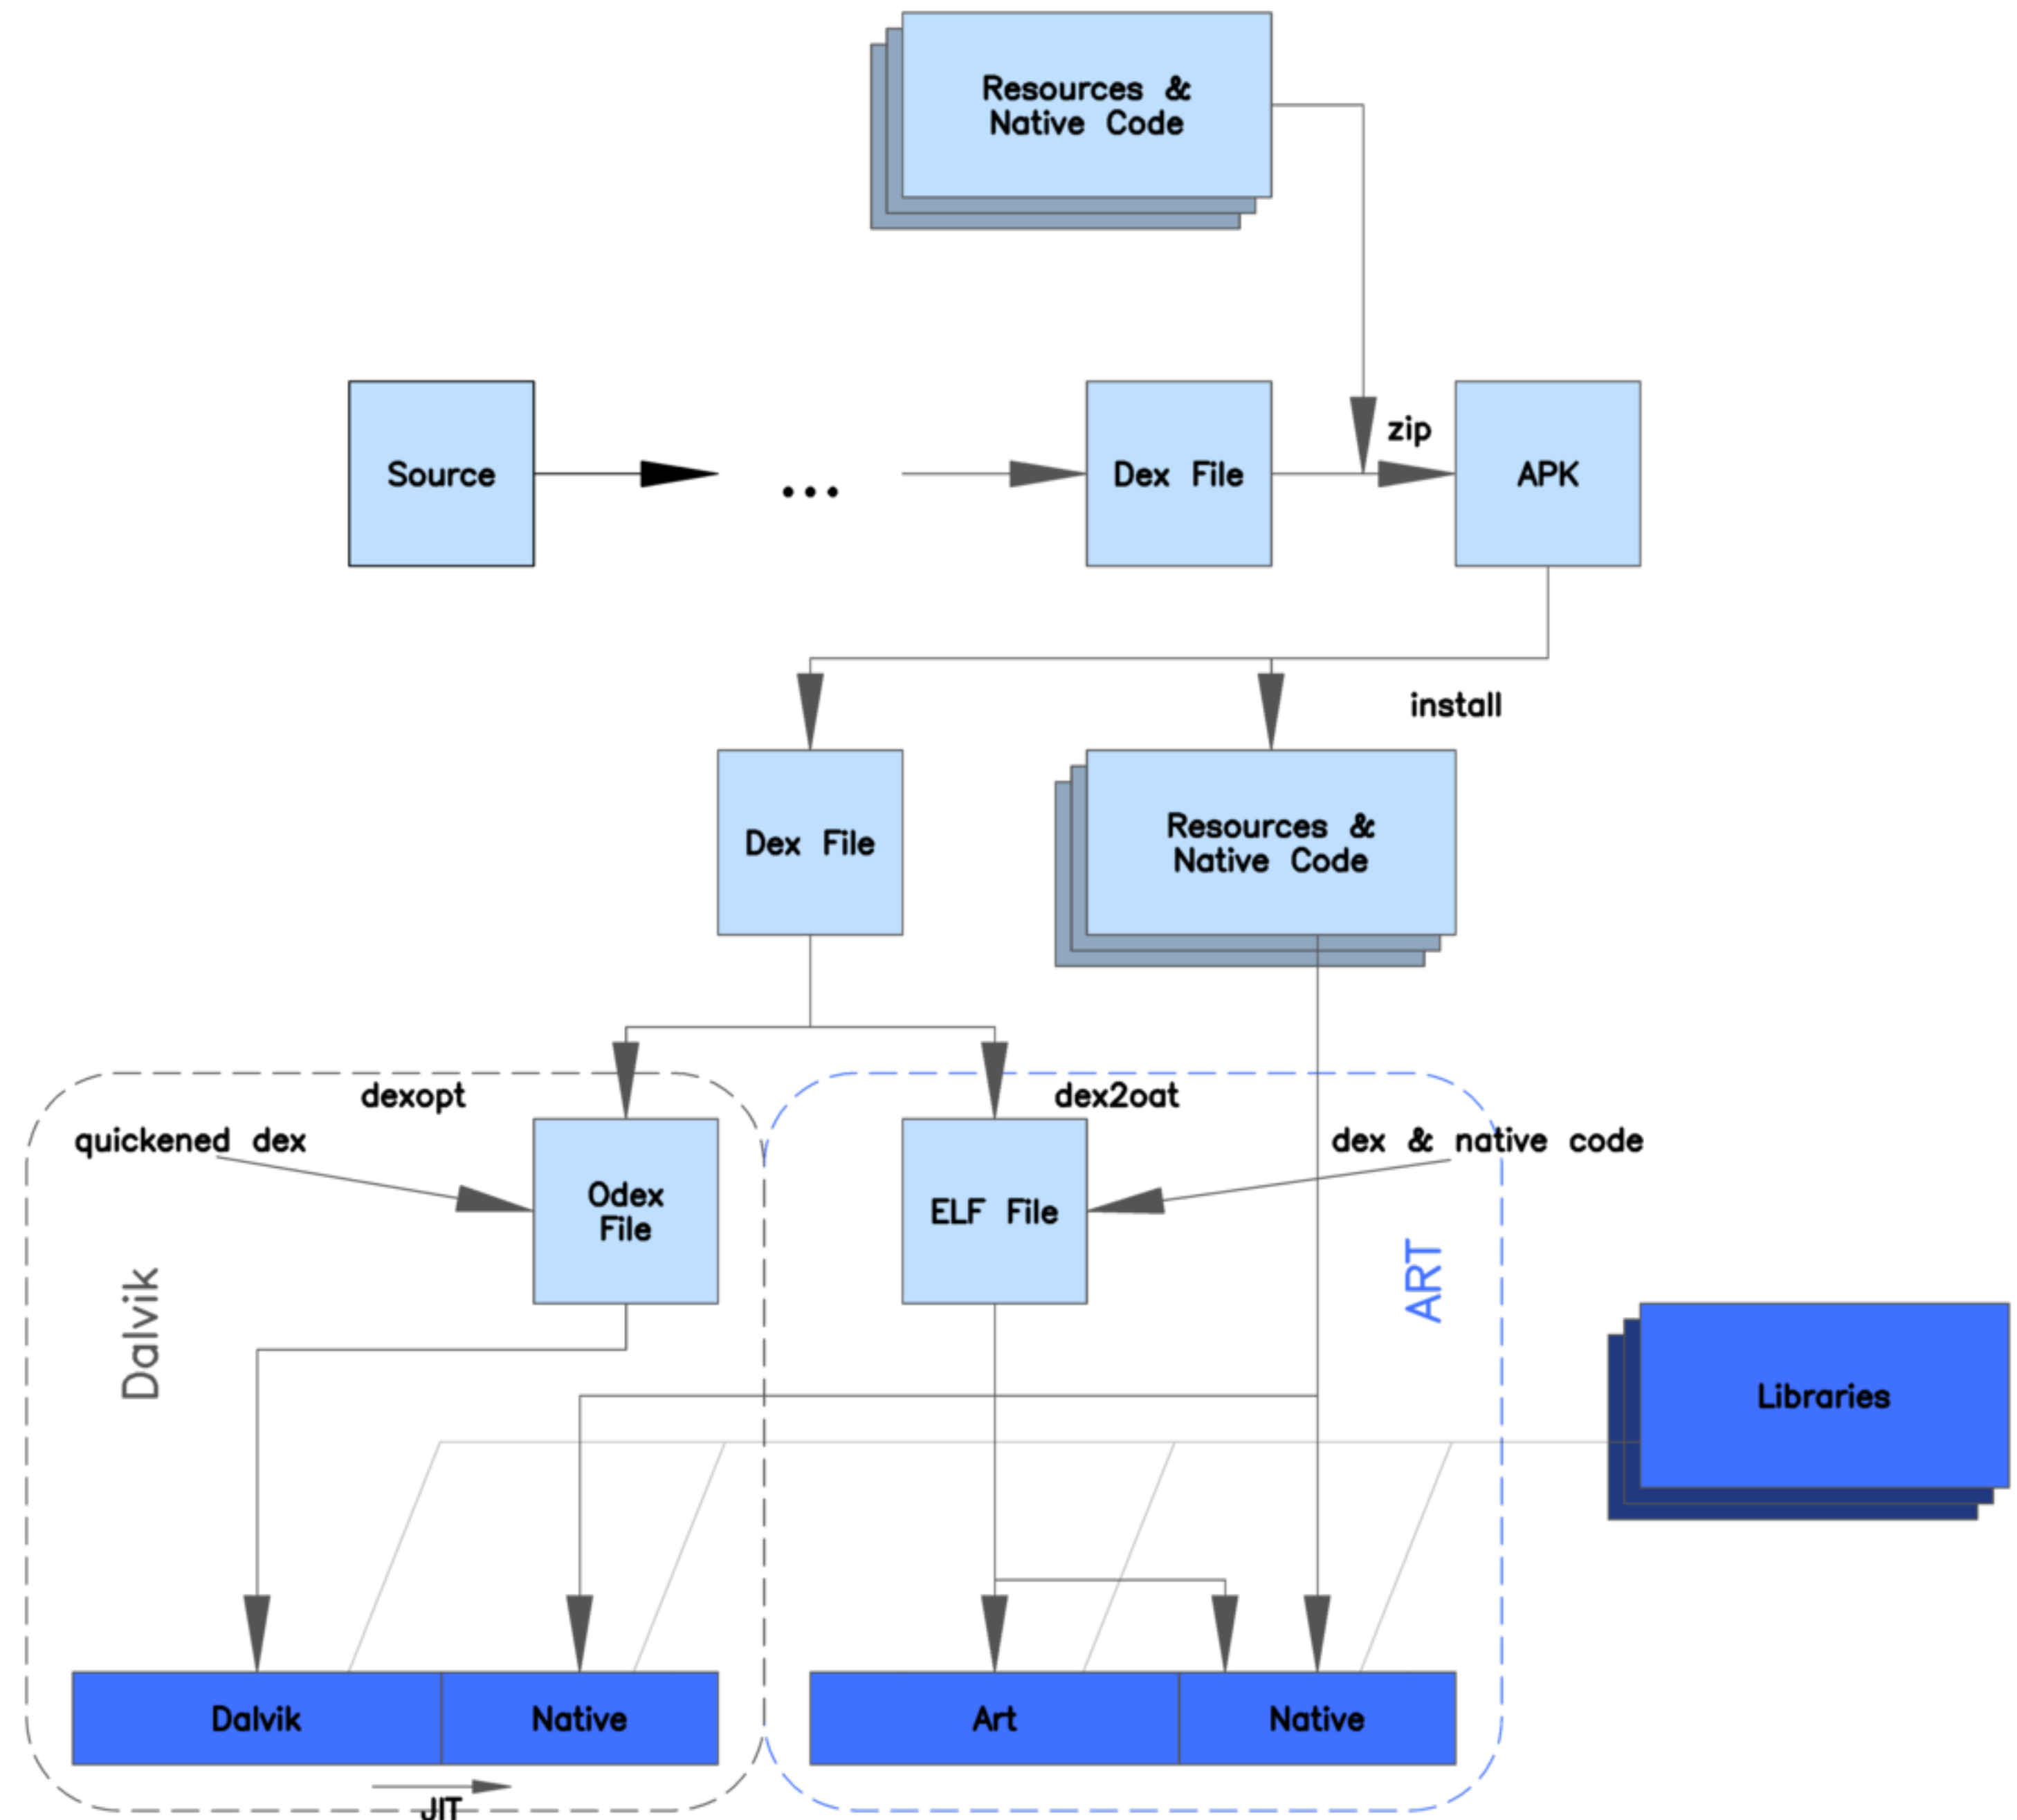 Resources &
Native Code
zip
Source
...
Dex File
APK
install
Dex File
Resources &
Native Code
dexopt
dex2oat
quickened dex
dex & native code
Odex
File
ELF File
Dalvik
ART
Libraries
Dalvik
Native
Art
Native
JIT